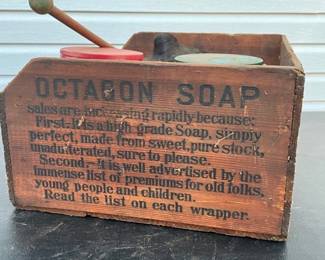 OCTAGON SOAP
sales are increasing rapidly because:
First.-It is a high grade Soap, simply
perfect, made from sweet, pure stock,
unadulterated, sure to please.
Second.-It is well advertised by the
immense list of premiums for old folks,
young people and children.
Read the list on each wrapper.